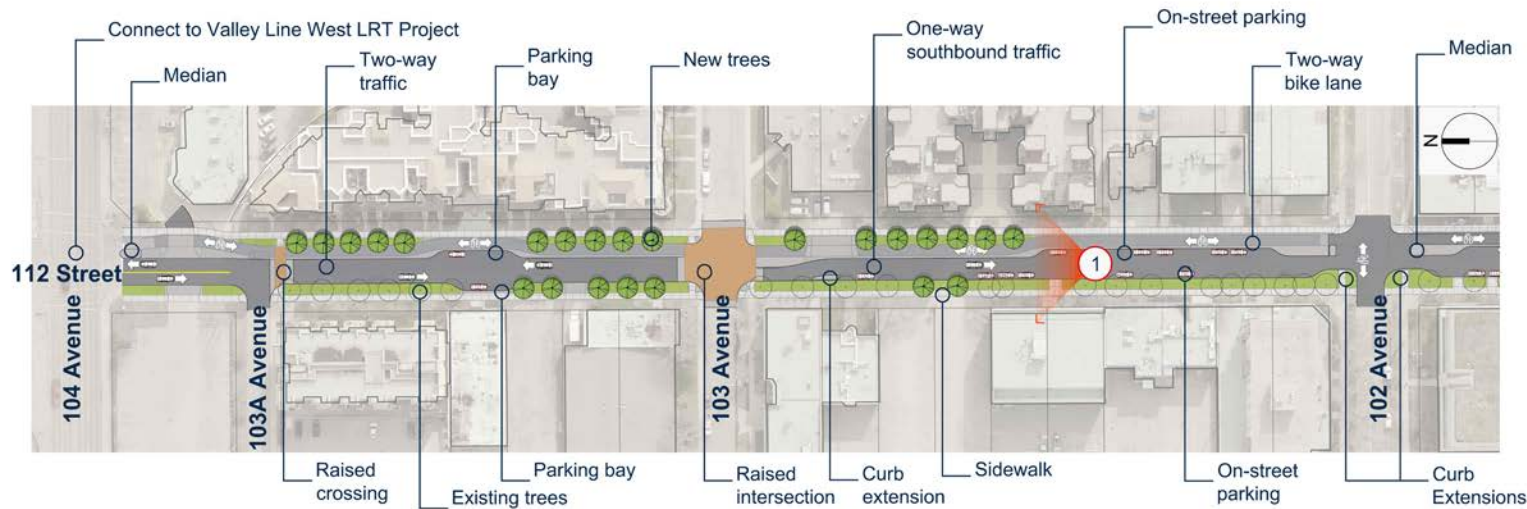 Connect to Valley Line West LRT Project
Median
Two-way
traffic
Parking
bay
New trees
One-way
southbound traffic
On-street parking
Two-way
bike lane
Median
N
112 Street
1
104 Avenue
103A Avenue
103 Avenue
102 Avenue
Raised
crossing
Existing trees
Parking bay
Raised
intersection
Curb
extension
Sidewalk
On-street
parking
Curb
Extensions